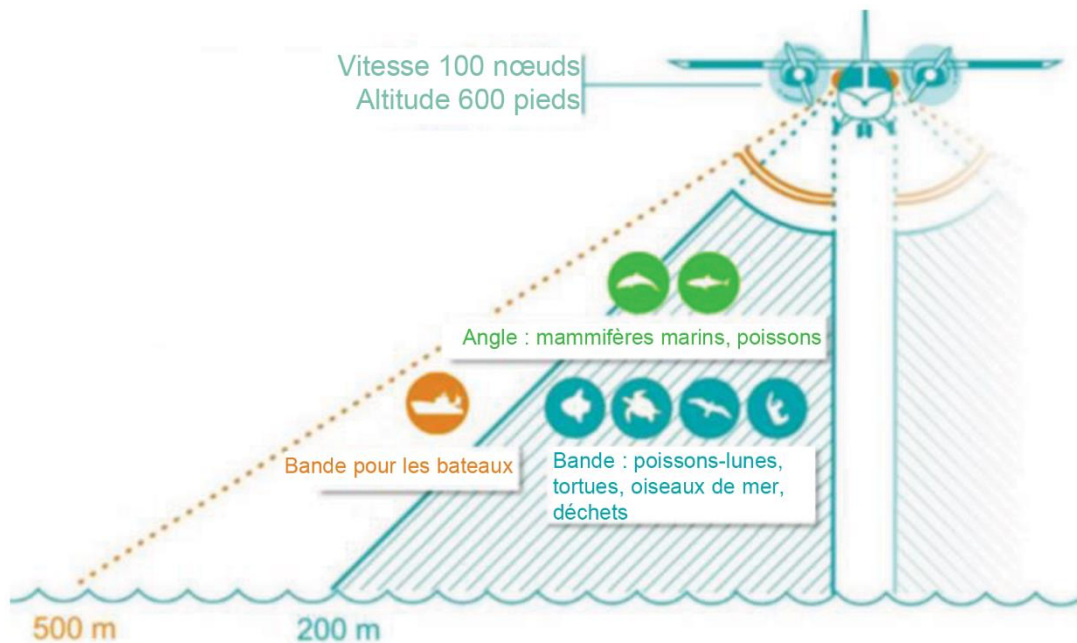 Vitesse 100 nœuds
Altitude 600 pieds
Angle : mammifères marins, poissons
Bande pour les bateaux
Bande : poissons-lunes,
tortues, oiseaux de mer,
déchets
500 m
200 m